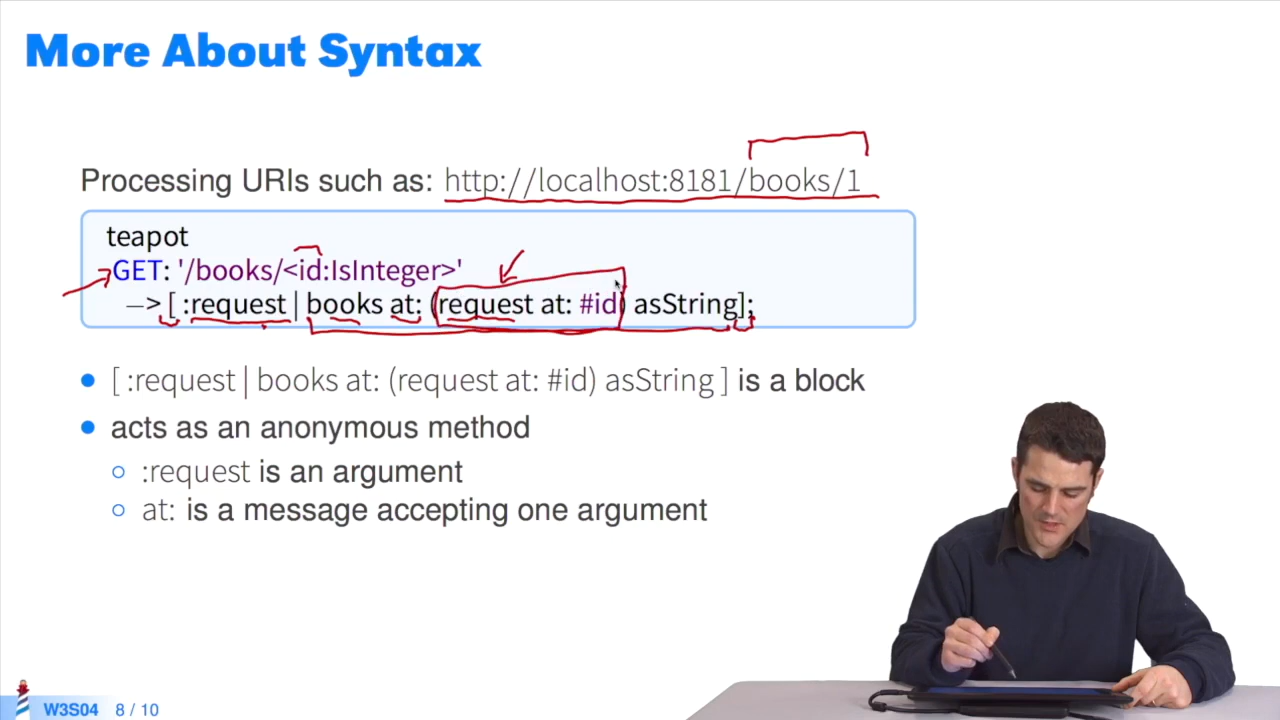 More About Syntax
Processing URIs such as: http://localhost:8181/books/1
teapot
GET: '/books/<id:IsInteger>'
—> [ :request | books at: (request at: #id) asString];
• [ :request | books at: (request at: #id) asString ] is a block
• acts as an anonymous method
○ :request is an argument
○ at: is a message accepting one argument
W3S04 8 / 10